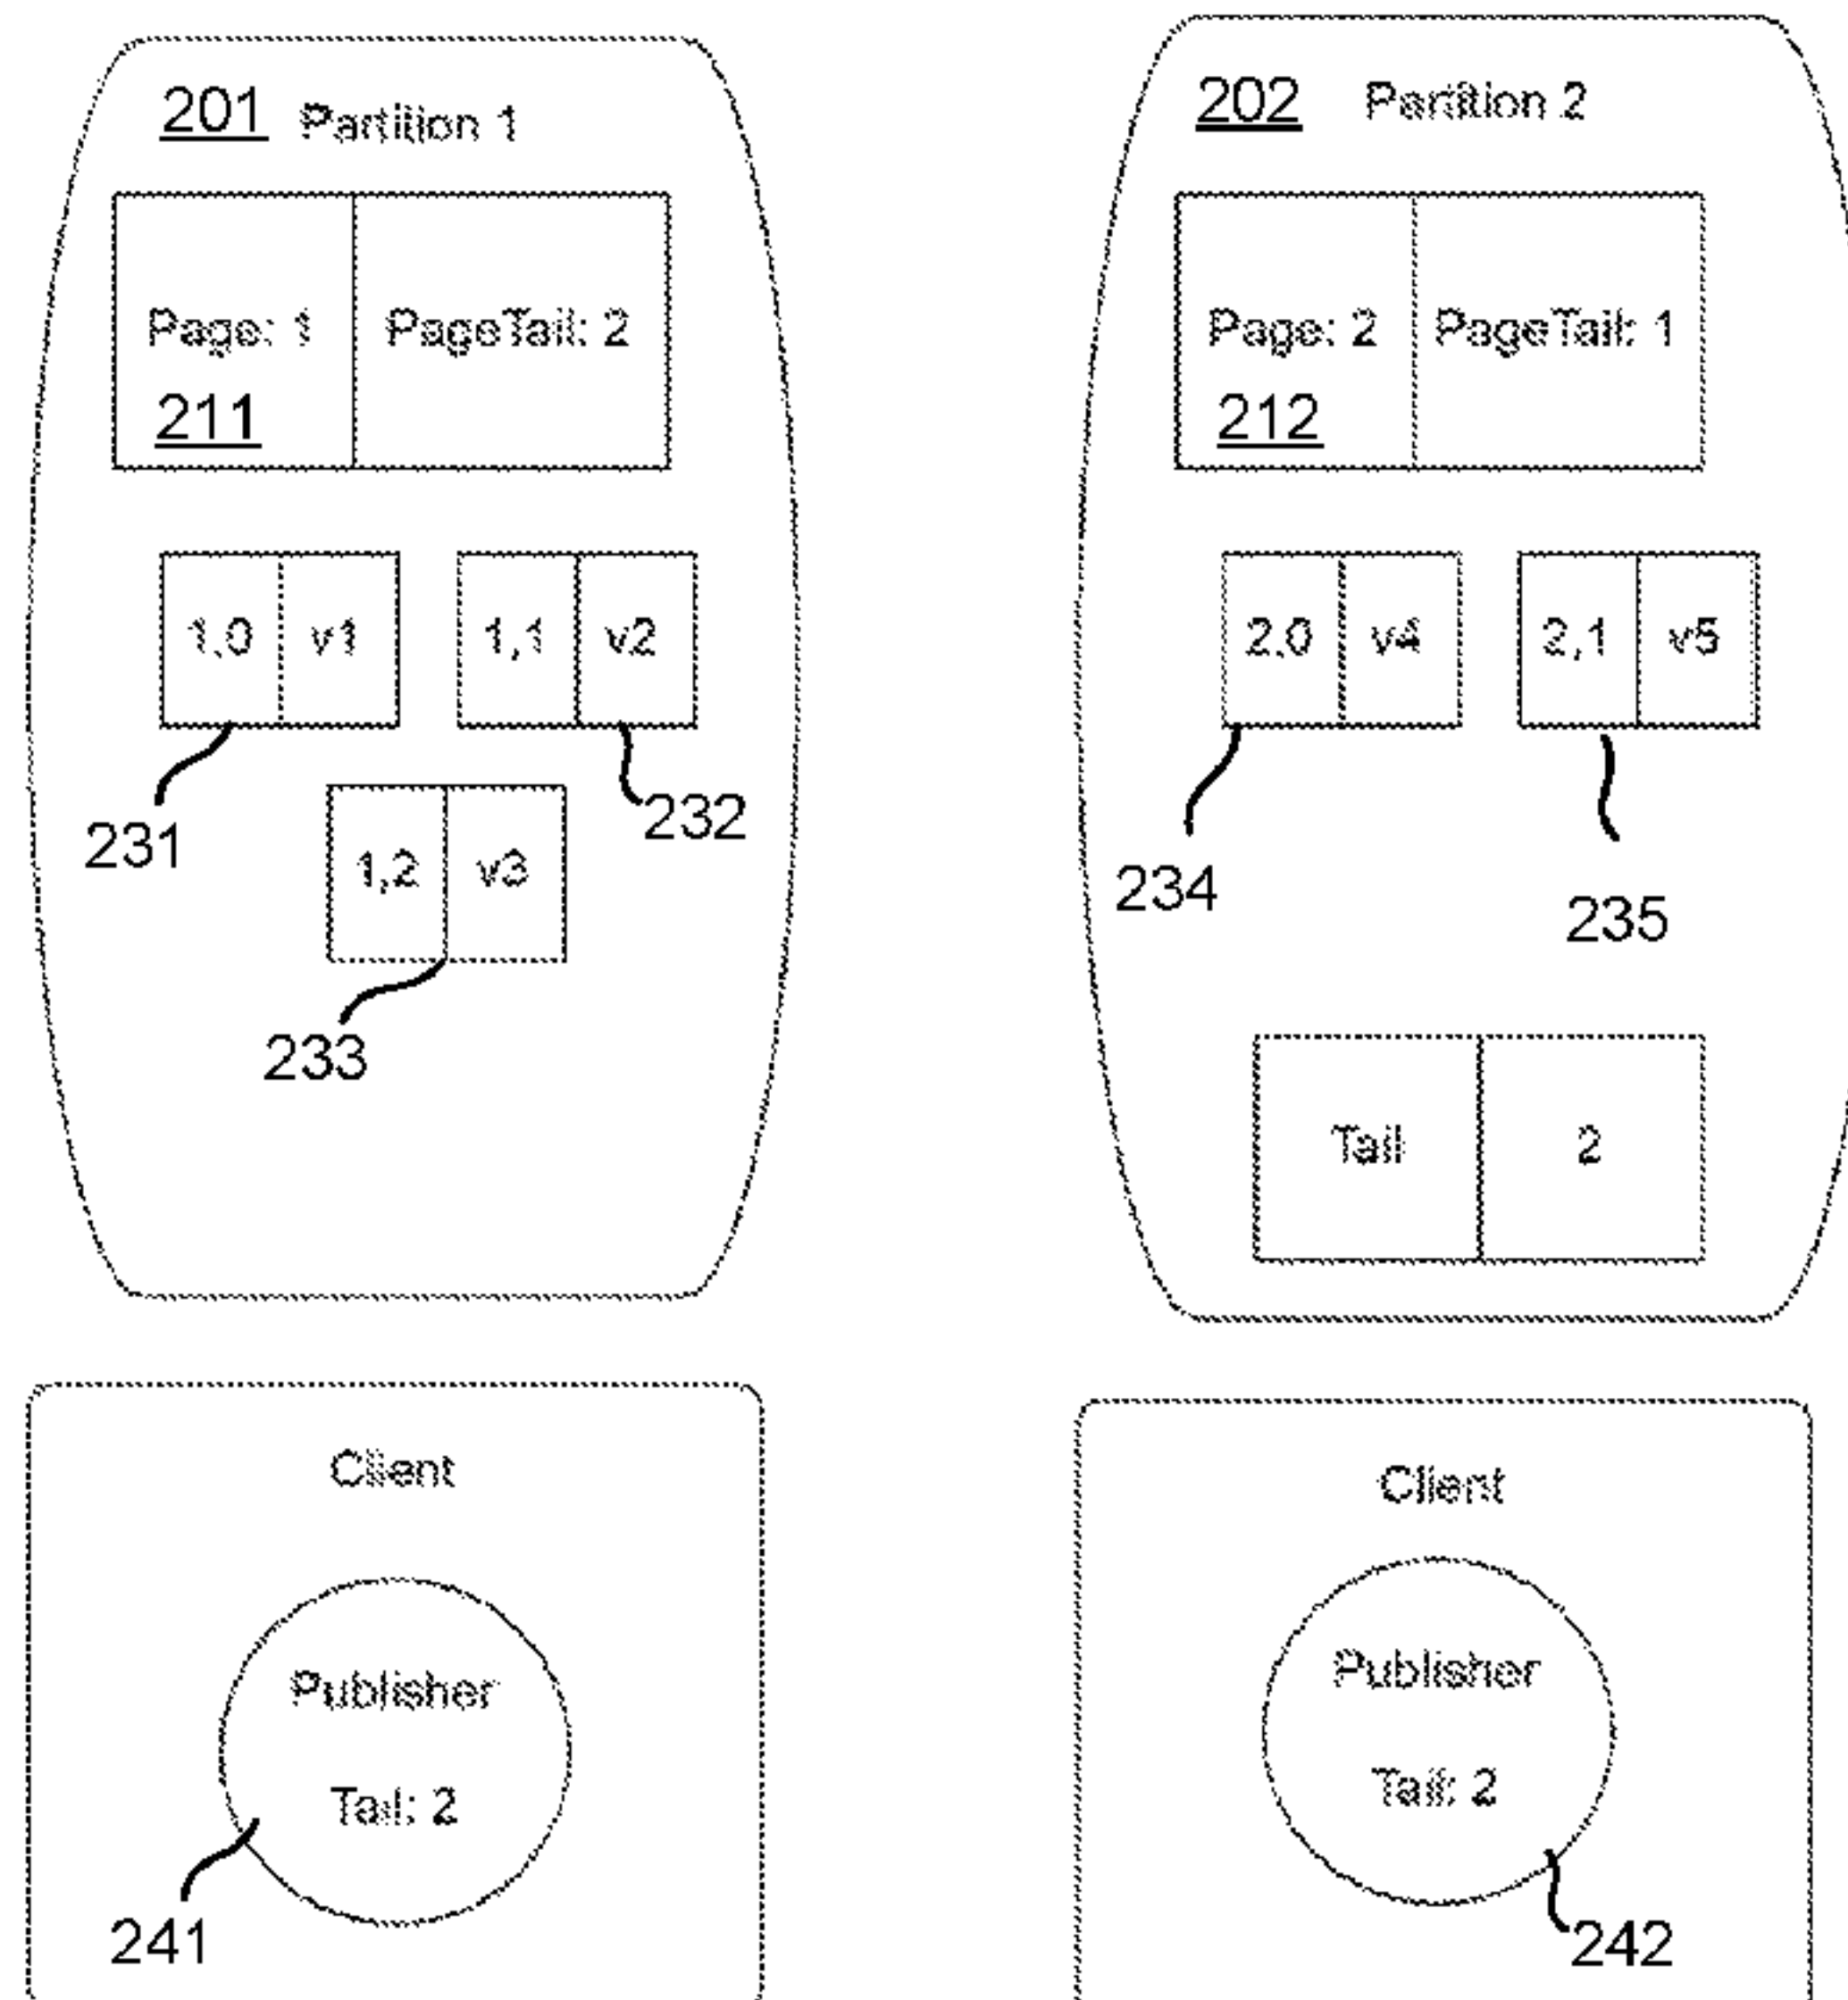 201 Partition 1
Page: 1 PageTail: 2
211
1,0 v1 1,1 v2
231
232
1,2 v3
233
202 Partition 2
Page: 2 PageTail: 1
212
2,0 v4 2,1 v5
234
235
Tail 2
Client
Publisher
Tail: 2
241
Client
Publisher
Tail: 2
242